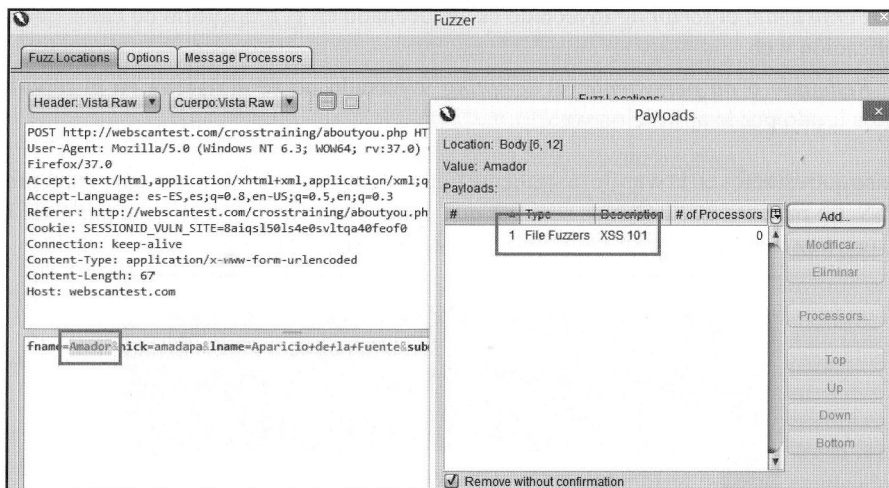 Fuzzer
Fuzz Locations Options Message Processors
Header: Vista Raw Cuerpo:Vista Raw
Fuzz Locations:
POST http://webscantest.com/crosstraining/aboutyou.php HT
User-Agent: Mozilla/5.0 (Windows NT 6.3; WOW64; rv:37.0)
Firefox/37.0
Accept: text/html,application/xhtml+xml,application/xml;q
Accept-Language: es-ES,es;q=0.8,en-US;q=0.5,en;q=0.3
Referer: http://webscantest.com/crosstraining/aboutyou.ph
Cookie: SESSIONID_VULN_SITE=8aiqsl50ls4e0svltqa40feof0
Connection: keep-alive
Content-Type: application/x-www-form-urlencoded
Content-Length: 67
Host: webscantest.com
fname=Amador&nick=amadapa&lname=Aparicio+de+la+Fuente&sub
Payloads
Location: Body [6, 12]
Value: Amador
Payloads:
# Type Description # of Processors
1 File Fuzzers XSS 101 0
Add...
Modificar...
Eliminar
Processors...
Top
Up
Down
Bottom
Remove without confirmation